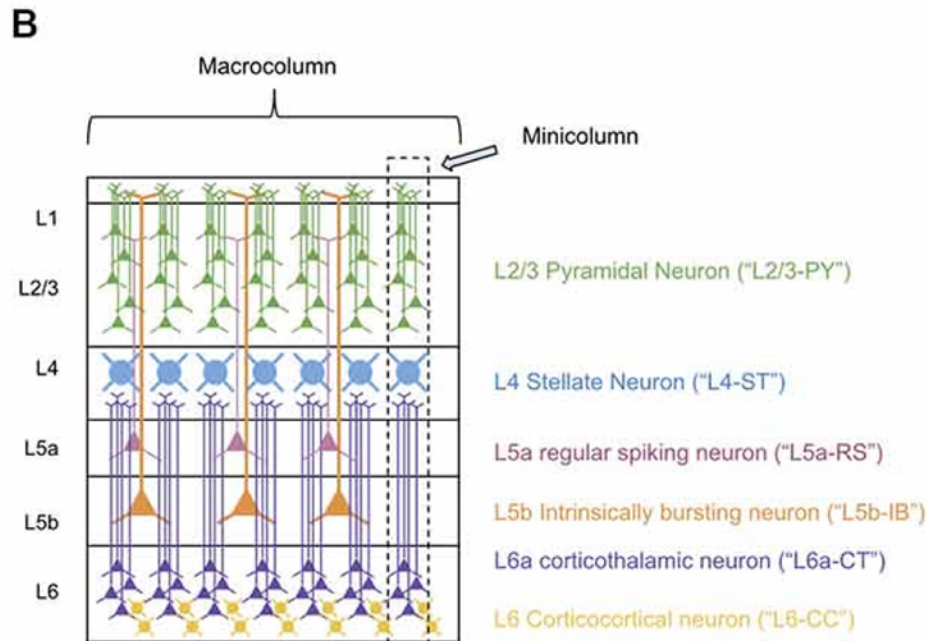 B
Macrocolumn
Minicolumn
L1
L2/3
L2/3 Pyramidal Neuron (“L2/3-PY”)
L4
L4 Stellate Neuron (“L4-ST”)
L5a
L5a regular spiking neuron (“L5a-RS”)
L5b
L5b Intrinsically bursting neuron (“L5b-IB”)
L6a corticothalamic neuron (“L6a-CT”)
L6
L6 Corticocortical neuron (“L6-CC”)